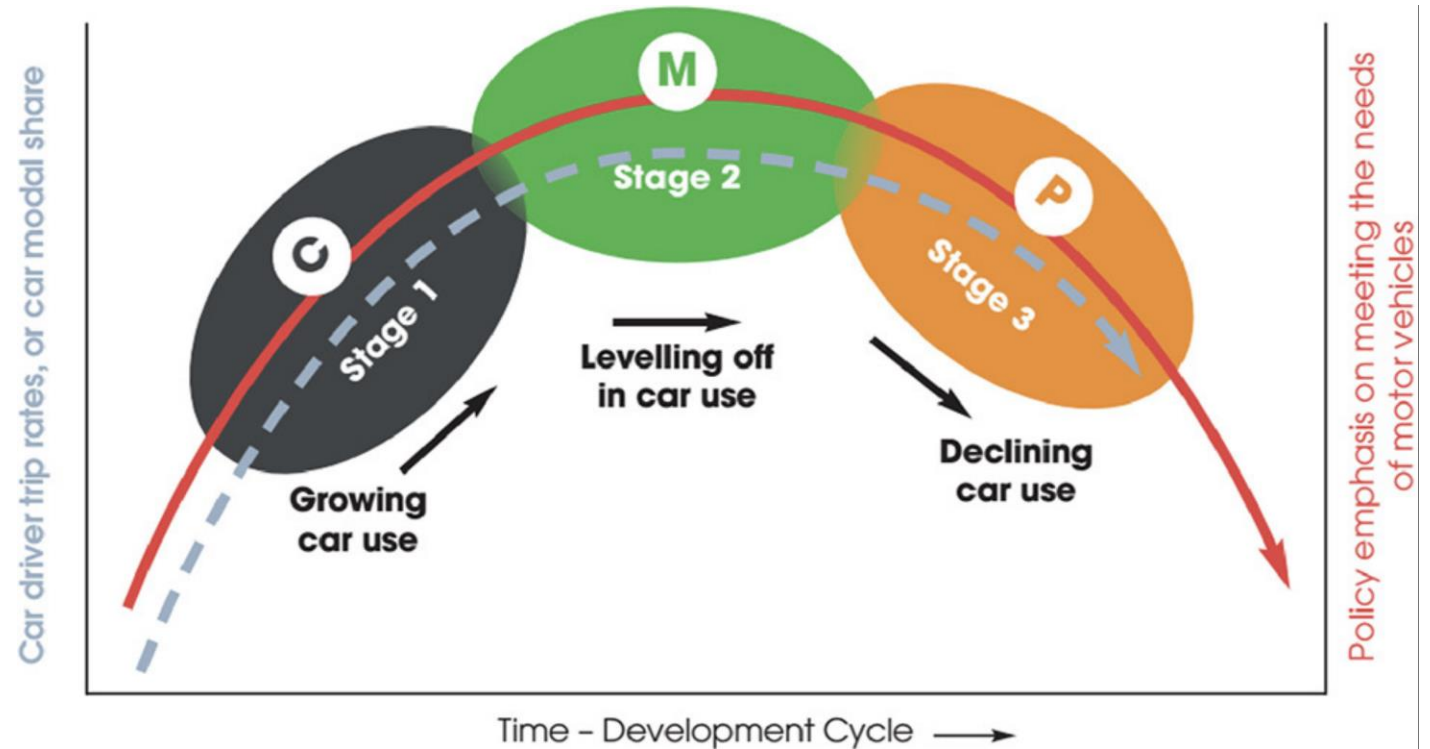 Car driver trip rates, or car modal share
C
Stage 1
Growing
car use
M
Stage 2
Levelling off
in car use
P
Stage 3
Declining
car use
Policy emphasis on meeting the needs
of motor vehicles
Time – Development Cycle